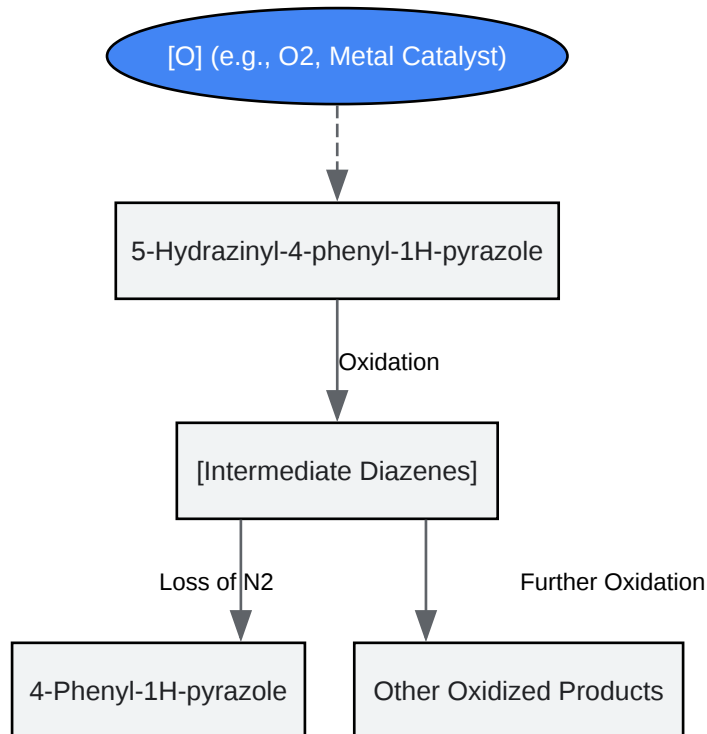 [O] (e.g., O2, Metal Catalyst)
5-Hydrazinyl-4-phenyl-1H-pyrazole
Oxidation
[Intermediate Diazenes]
Loss of N2
Further Oxidation
4-Phenyl-1H-pyrazole
Other Oxidized Products